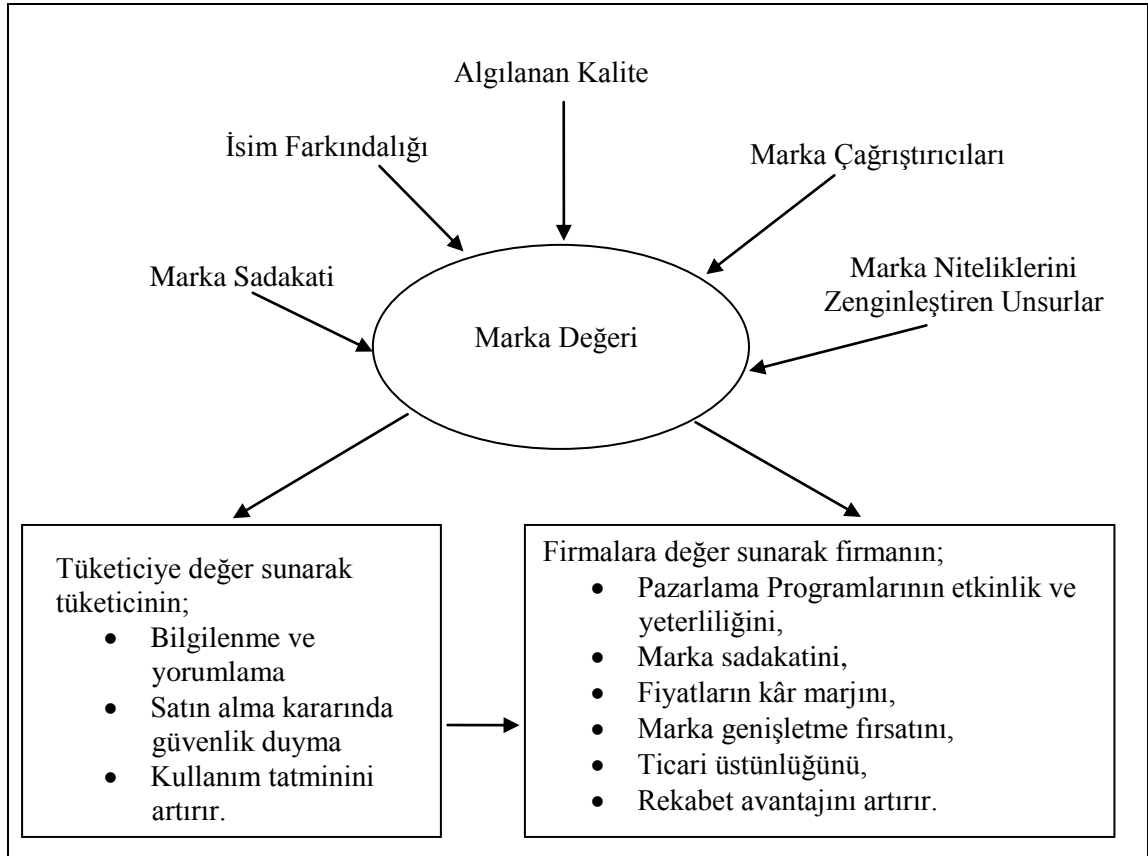 Algılanan Kalite
İsim Farkındalığı
Marka Çağrıştırıcıları
Marka Sadakati
Marka Niteliklerini
Zenginleştiren Unsurlar
Marka Değeri
Tüketiciye değer sunarak
tüketicinin;
• Bilgilenme ve
yorumlama
• Satın alma kararında
güvenlik duyma
• Kullanım tatminini
artırır.
Firmalara değer sunarak firmanın;
• Pazarlama Programlarının etkinlik ve
yeterliliğini,
• Marka sadakatini,
• Fiyatların kâr marjını,
• Marka genişletme fırsatını,
• Ticari üstünlüğünü,
• Rekabet avantajını artırır.